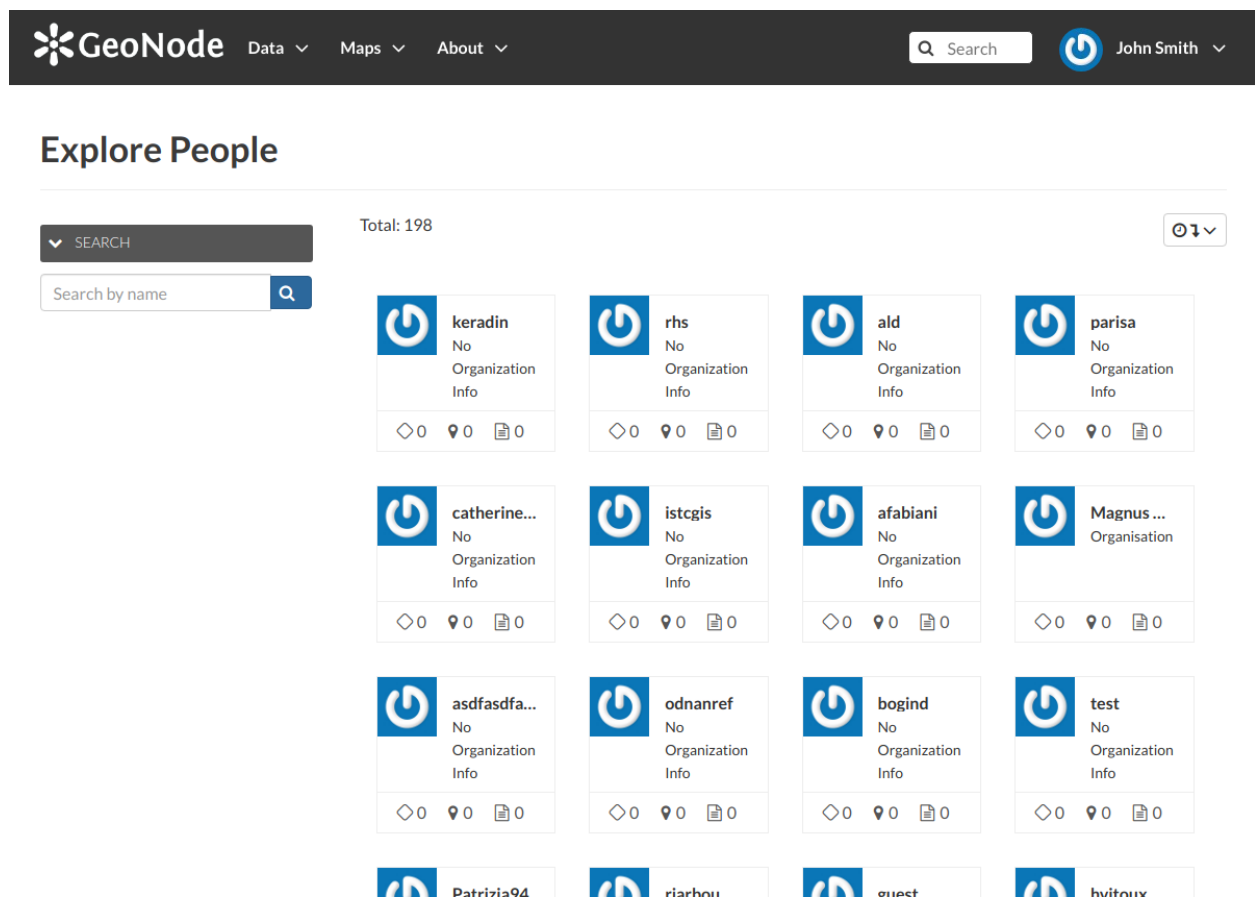 GeoNode Data Maps About Search John Smith
Explore People
SEARCH
Total: 198
Search by name
keradin
No
Organization
Info
0 0 0
rhs
No
Organization
Info
0 0 0
ald
No
Organization
Info
0 0 0
parisa
No
Organization
Info
0 0 0
catherine...
No
Organization
Info
0 0 0
istcgis
No
Organization
Info
0 0 0
afabiani
No
Organization
Info
0 0 0
Magnus ...
Organisation
0 0 0
asdfasdfa...
No
Organization
Info
0 0 0
odnanref
No
Organization
Info
0 0 0
bogind
No
Organization
Info
0 0 0
test
No
Organization
Info
0 0 0
Patrizia94
riarbou
guest
hvitoux